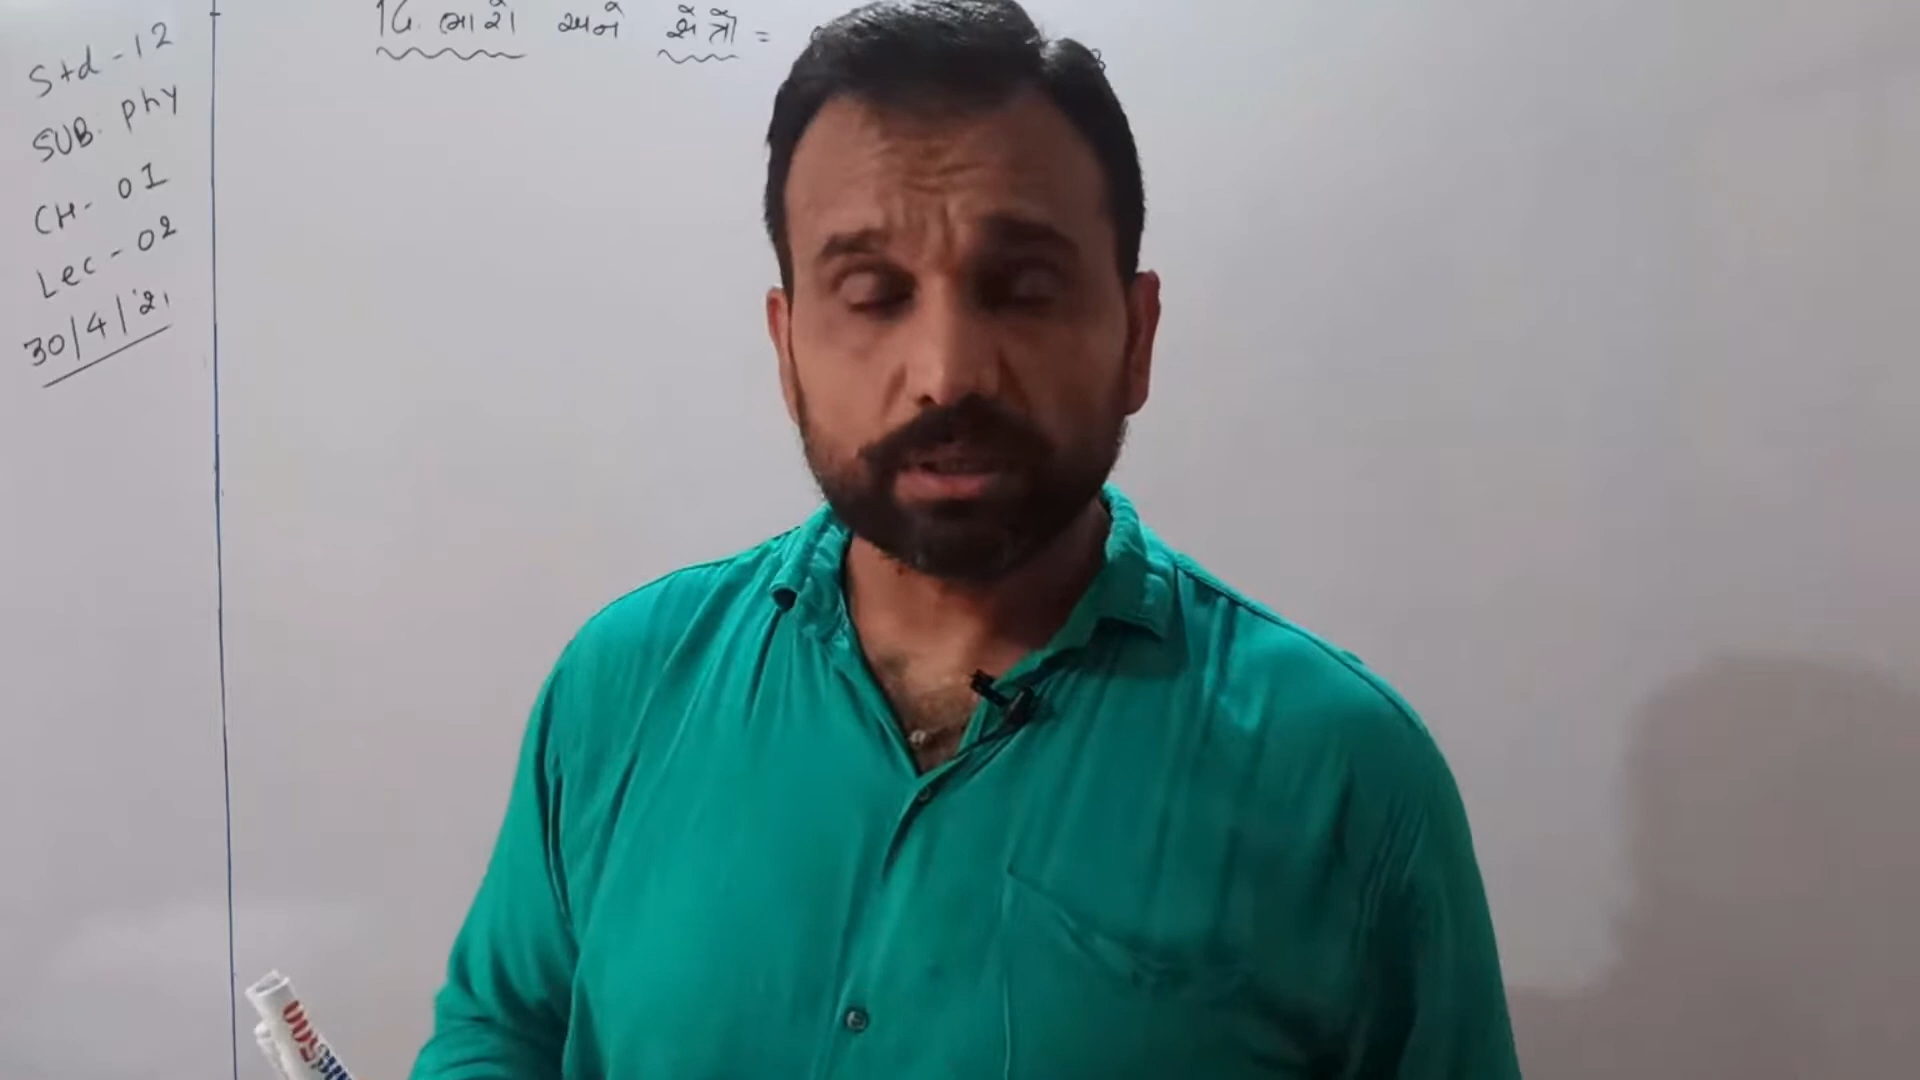 Std - 12
SUB. phy
CH - 01
Lec - 02
30/4/'21
ભારો અને ક્ષેત્રો =